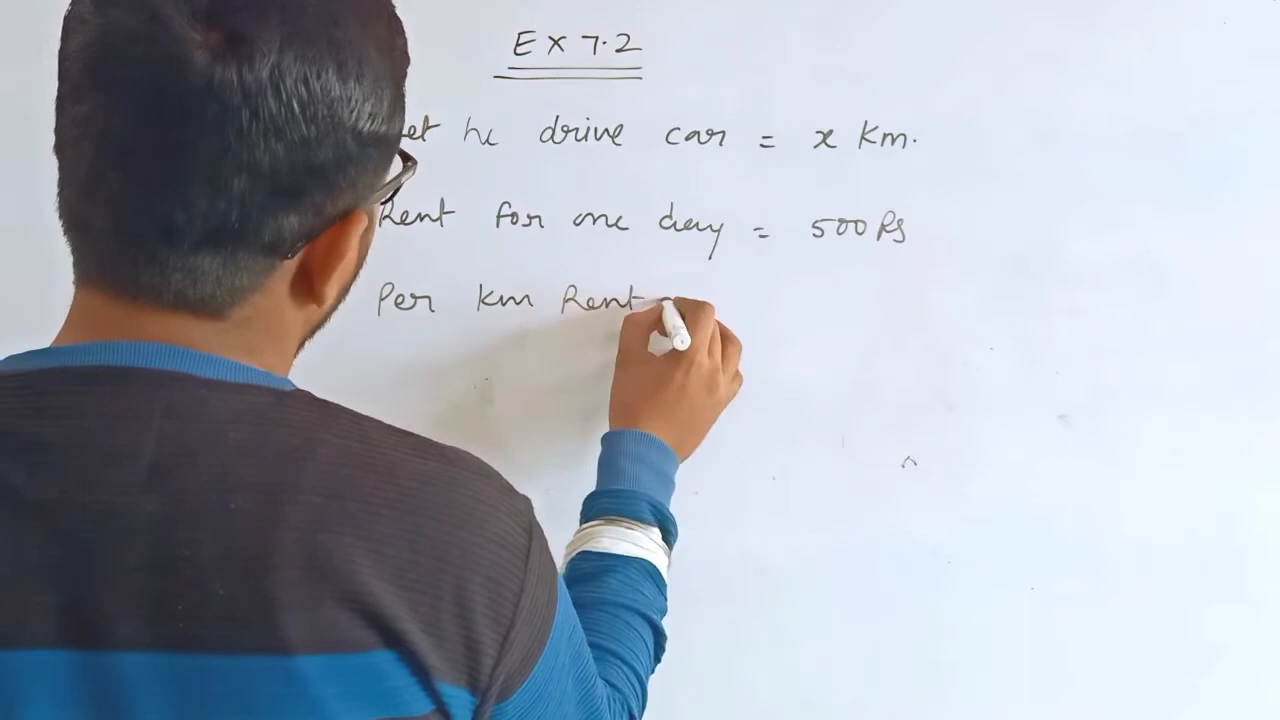 Ex 7.2
et he drive car = x Km.
Rent for one day = 500 Rs
Per Km Rent